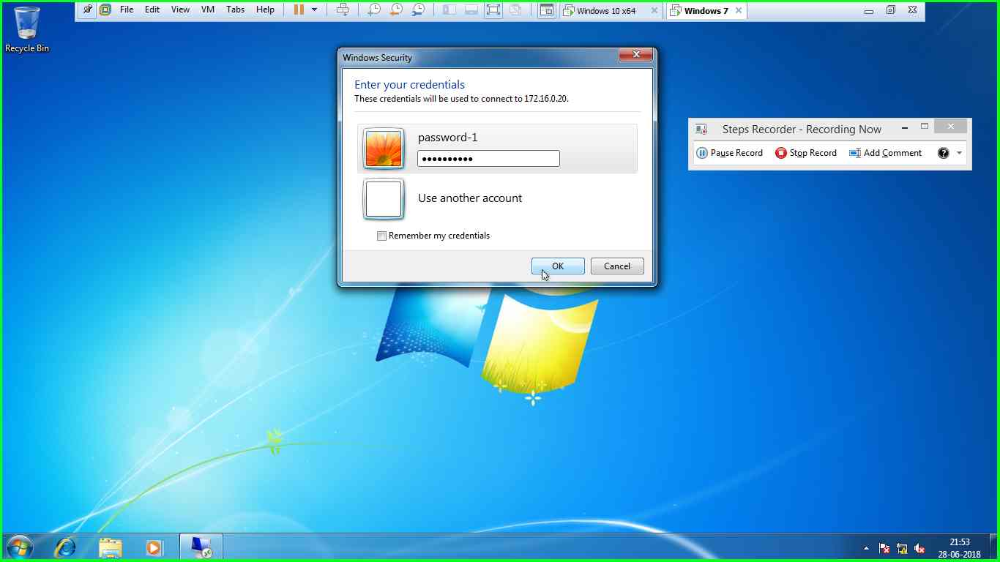 File Edit View VM Tabs Help Windows 10 x64 Windows 7
Recycle Bin
Windows Security
Enter your credentials
These credentials will be used to connect to 172.16.0.20.
password-1
●●●●●●●●●●
Use another account
Remember my credentials
OK Cancel
Steps Recorder - Recording Now
Pause Record Stop Record Add Comment
21:53
28-06-2018